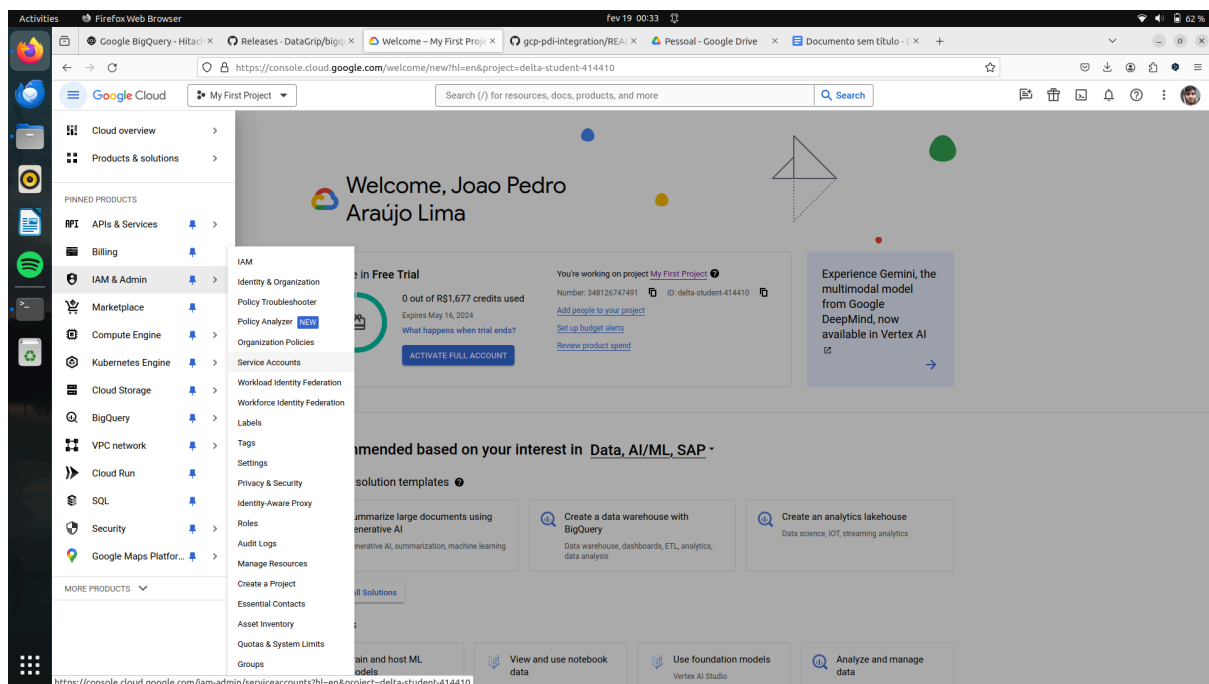 Activities Firefox Web Browser fev 19 00:33 62 %
Google BigQuery - Hitach Releases - DataGrip/bigq Welcome – My First Proje gcp-pdi-integration/REA Pessoal - Google Drive Documento sem título -
https://console.cloud.google.com/welcome/new?hl=en&project=delta-student-414410
Google Cloud My First Project Search (/) for resources, docs, products, and more Search
Cloud overview
Products & solutions
PINNED PRODUCTS
API APIs & Services
Billing
IAM & Admin
Marketplace
Compute Engine
Kubernetes Engine
Cloud Storage
BigQuery
VPC network
Cloud Run
SQL
Security
Google Maps Platfor...
MORE PRODUCTS
IAM
Identity & Organization
Policy Troubleshooter
Policy Analyzer NEW
Organization Policies
Service Accounts
Workload Identity Federation
Workforce Identity Federation
Labels
Tags
Settings
Privacy & Security
Identity-Aware Proxy
Roles
Audit Logs
Manage Resources
Create a Project
Essential Contacts
Asset Inventory
Quotas & System Limits
Groups
Welcome, Joao Pedro
Araújo Lima
in Free Trial
0 out of R$1,677 credits used
Expires May 16, 2024
What happens when trial ends?
ACTIVATE FULL ACCOUNT
You're working on project My First Project
Number: 348126747491 ID: delta-student-414410
Add people to your project
Set up budget alerts
Review product spend
Experience Gemini, the
multimodal model
from Google
DeepMind, now
available in Vertex AI
mmended based on your interest in Data, AI/ML, SAP
solution templates
ummarize large documents using
enerative AI
enerative AI, summarization, machine learning
Create a data warehouse with
BigQuery
Data warehouse, dashboards, ETL, analytics,
data analysis
Create an analytics lakehouse
Data science, IOT, streaming analytics
all Solutions
s
rain and host ML
odels
View and use notebook
data
Use foundation models
Vertex AI Studio
Analyze and manage
data
https://console.cloud.google.com/iam-admin/serviceaccounts?hl=en&project=delta-student-414410